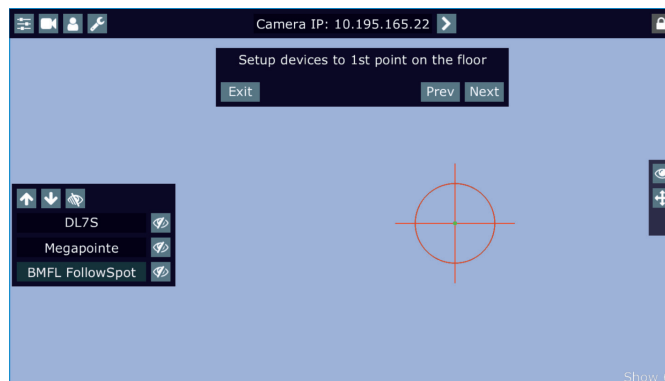 Camera IP: 10.195.165.22
Setup devices to 1st point on the floor
Exit Prev Next
DL7S
Megapointe
BMFL FollowSpot
Show